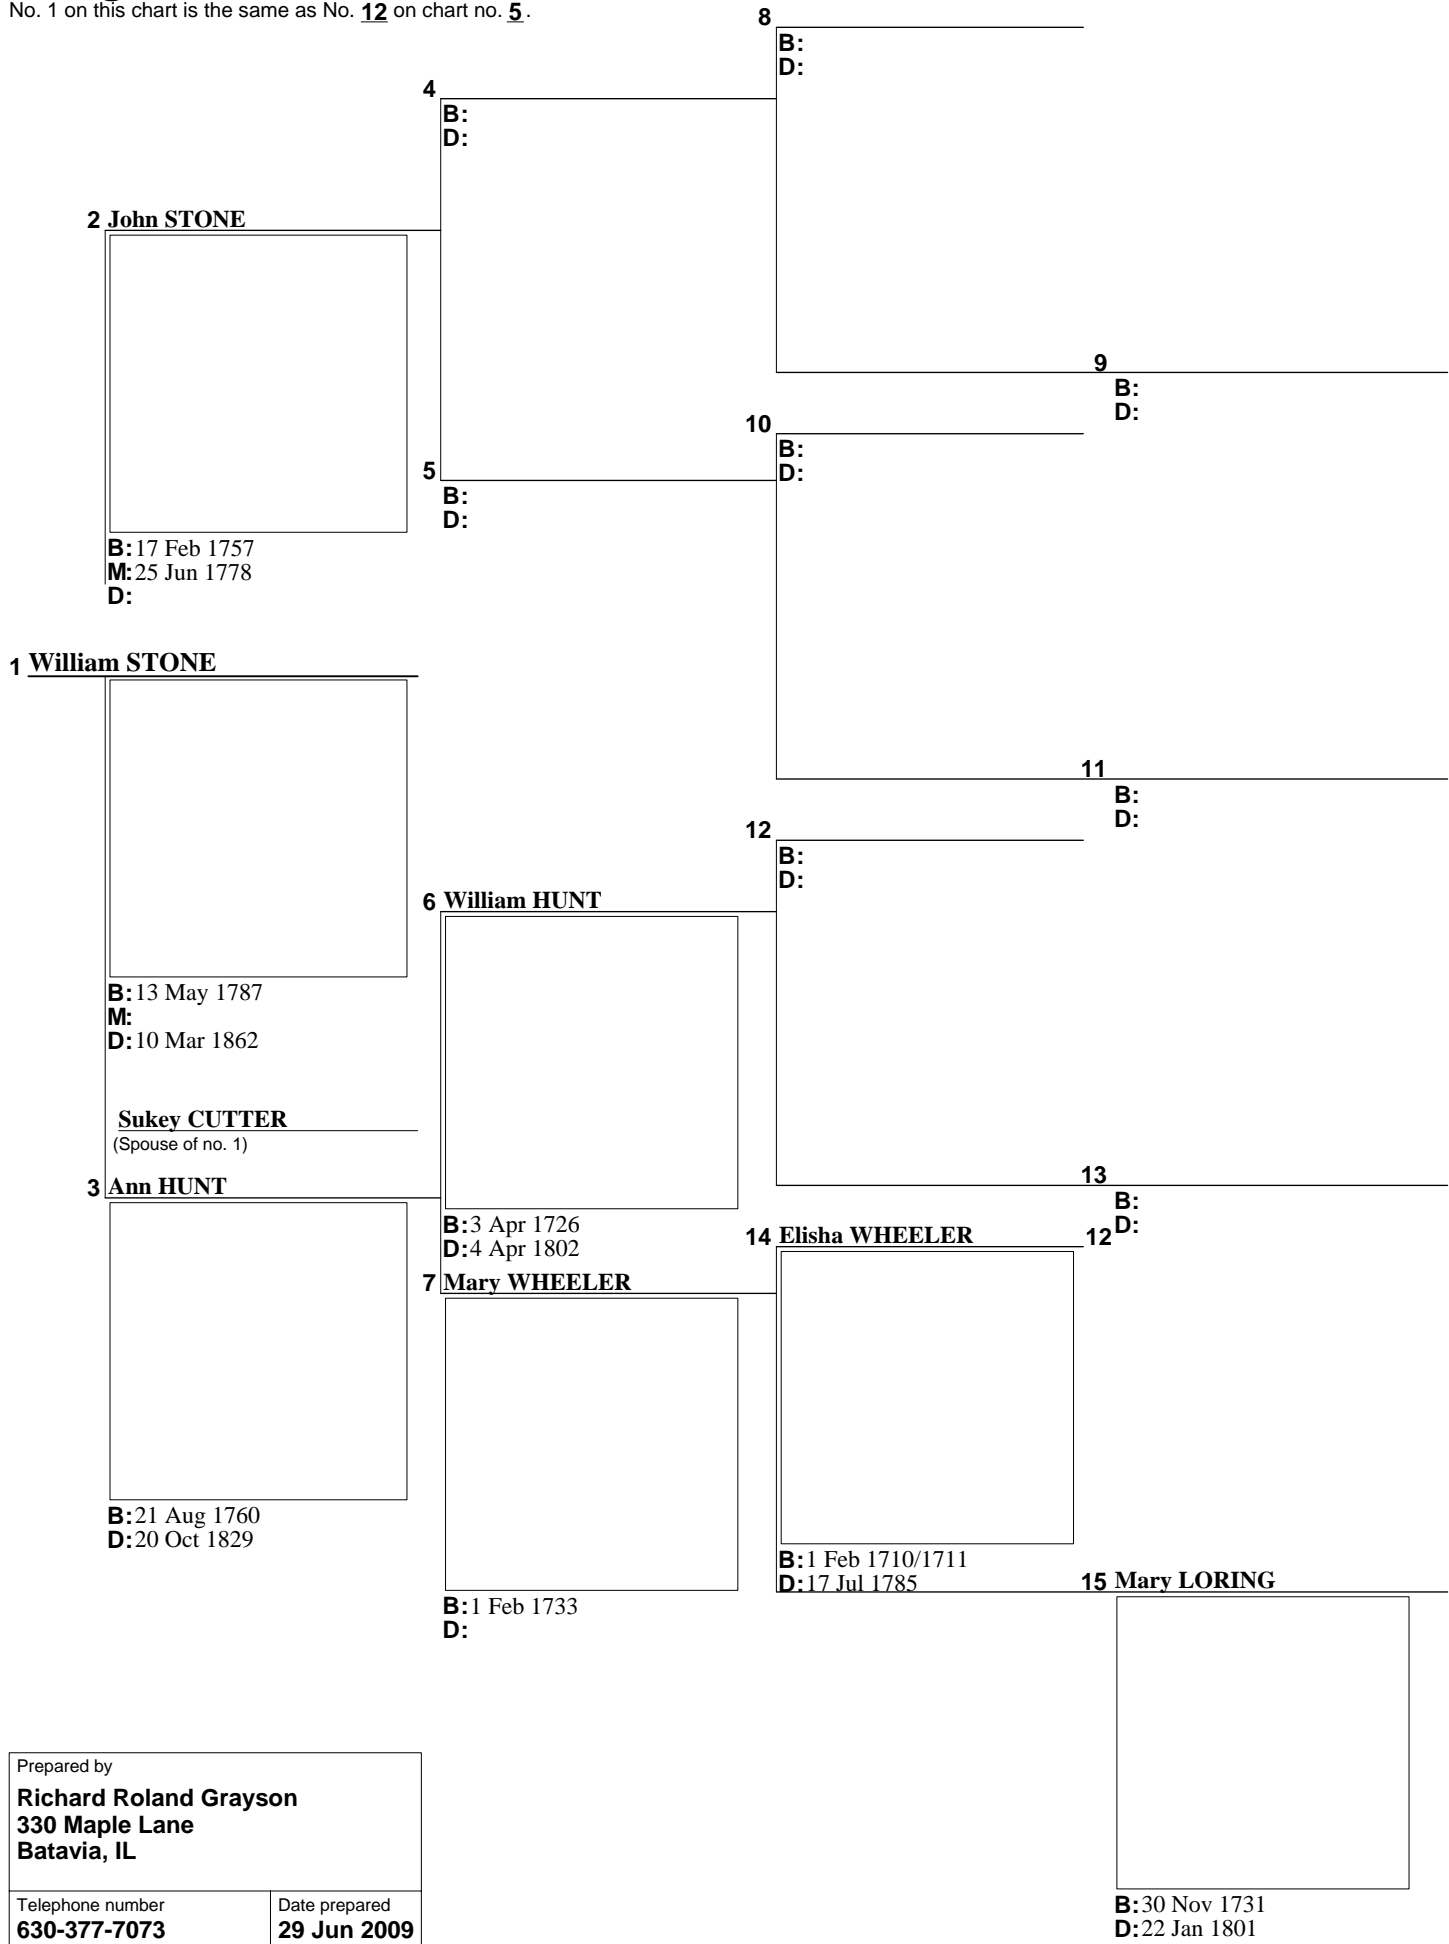 No. 1 on this chart is the same as No. 12 on chart no. 5.
8
B:
D:
4
B:
D:
2 John STONE
9
B:
D:
10
B:
D:
5
B:
D:
B: 17 Feb 1757
M: 25 Jun 1778
D:
1 William STONE
11
B:
D:
12
B:
D:
6 William HUNT
B: 13 May 1787
M:
D: 10 Mar 1862
Sukey CUTTER
(Spouse of no. 1)
13
B:
D:
3 Ann HUNT
B: 3 Apr 1726
D: 4 Apr 1802
14 Elisha WHEELER 12
7 Mary WHEELER
B: 21 Aug 1760
D: 20 Oct 1829
B: 1 Feb 1710/1711
D: 17 Jul 1785
15 Mary LORING
B: 1 Feb 1733
D:
B: 30 Nov 1731
D: 22 Jan 1801
Prepared by
Richard Roland Grayson
330 Maple Lane
Batavia, IL
Telephone number
630-377-7073
Date prepared
29 Jun 2009